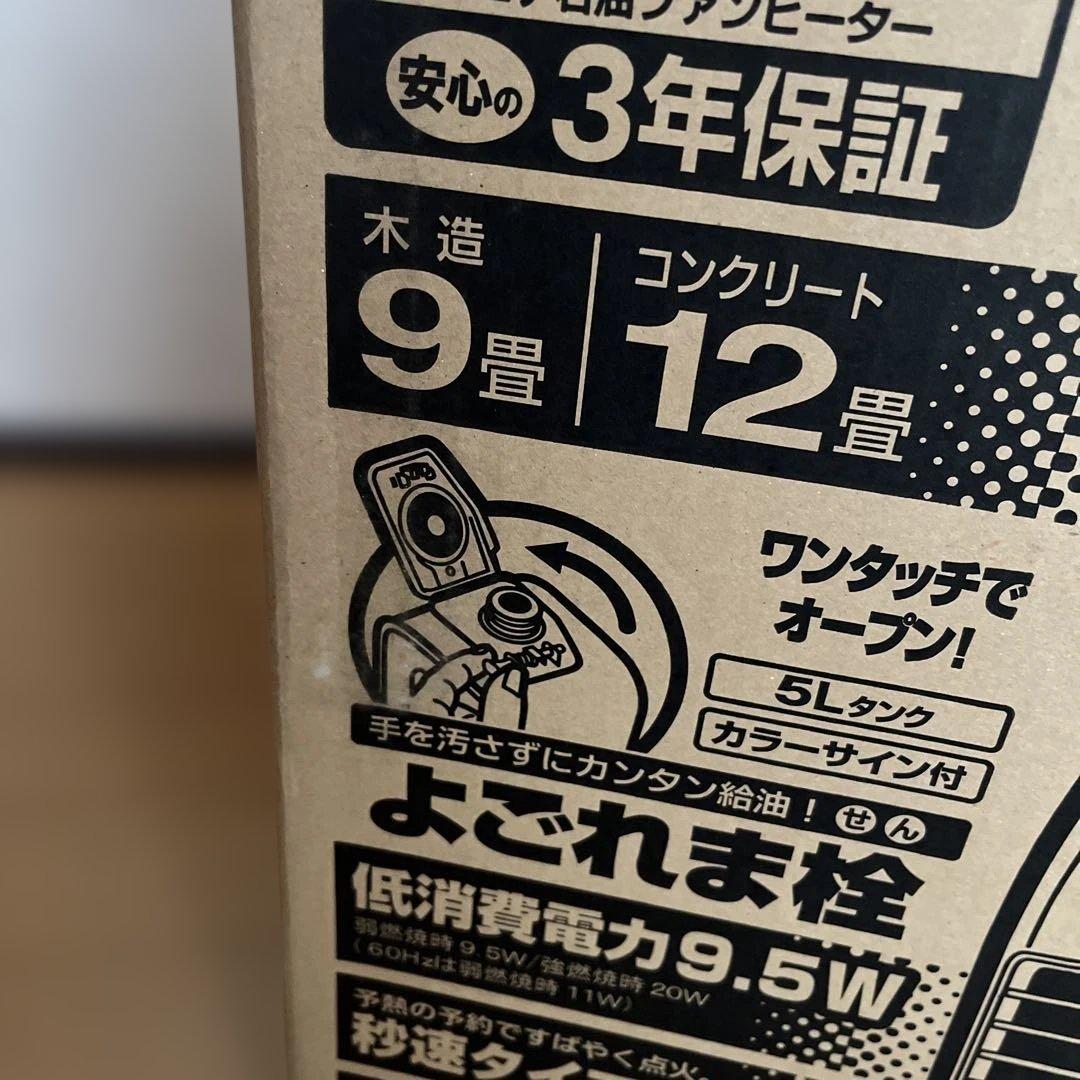 石油ファンヒーター
安心の 3年保証
木造
9畳
コンクリート
12畳
ワンタッチで
オープン!
5Lタンク
カラーサイン付
手を汚さずにカンタン給油!
せん
よごれま栓
低消費電力9.5W
弱燃焼時9.5W/強燃焼時20W
(60Hzは弱燃焼時11W)
予熱の予約ですばやく点火。
秒速タイ